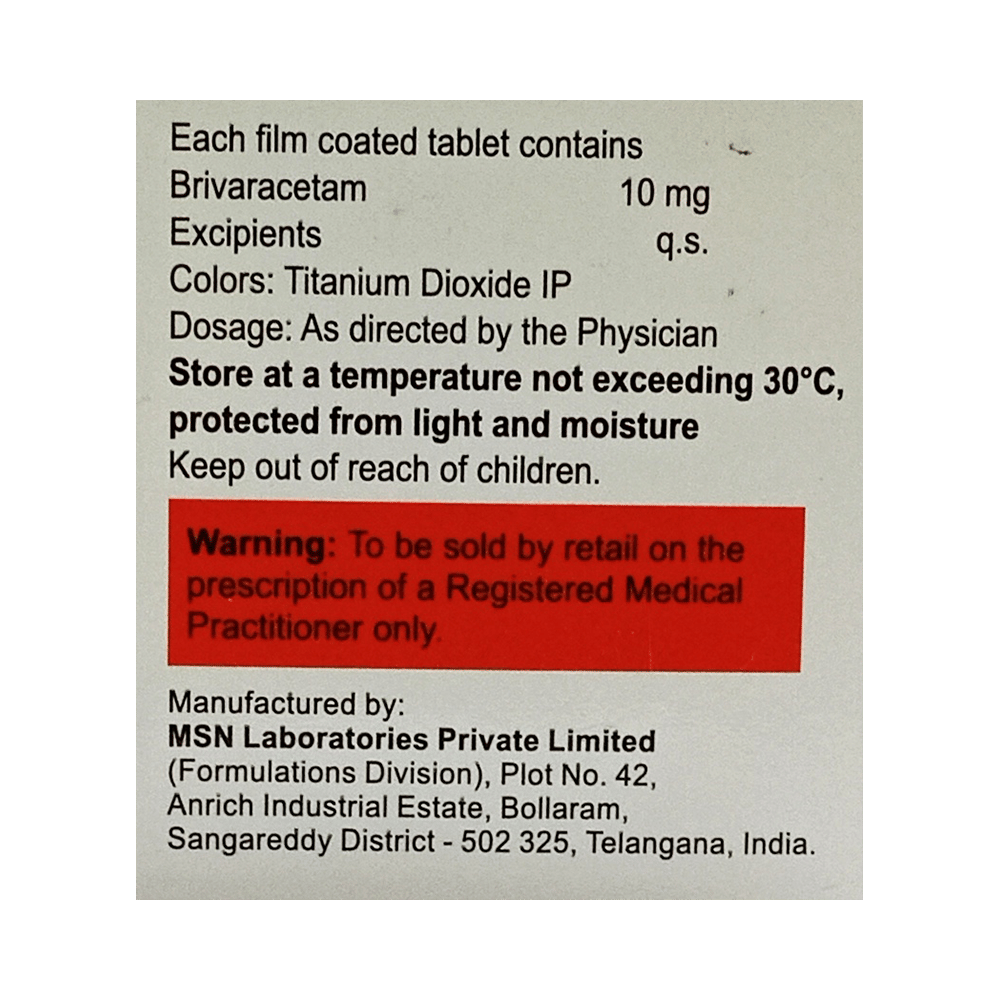 Each film coated tablet contains
Brivaracetam 10 mg
Excipients q.s.
Colors: Titanium Dioxide IP
Dosage: As directed by the Physician
Store at a temperature not exceeding 30°C,
protected from light and moisture
Keep out of reach of children.
Warning: To be sold by retail on the
prescription of a Registered Medical
Practitioner only.
Manufactured by:
MSN Laboratories Private Limited
(Formulations Division), Plot No. 42,
Anrich Industrial Estate, Bollaram,
Sangareddy District - 502 325, Telangana, India.